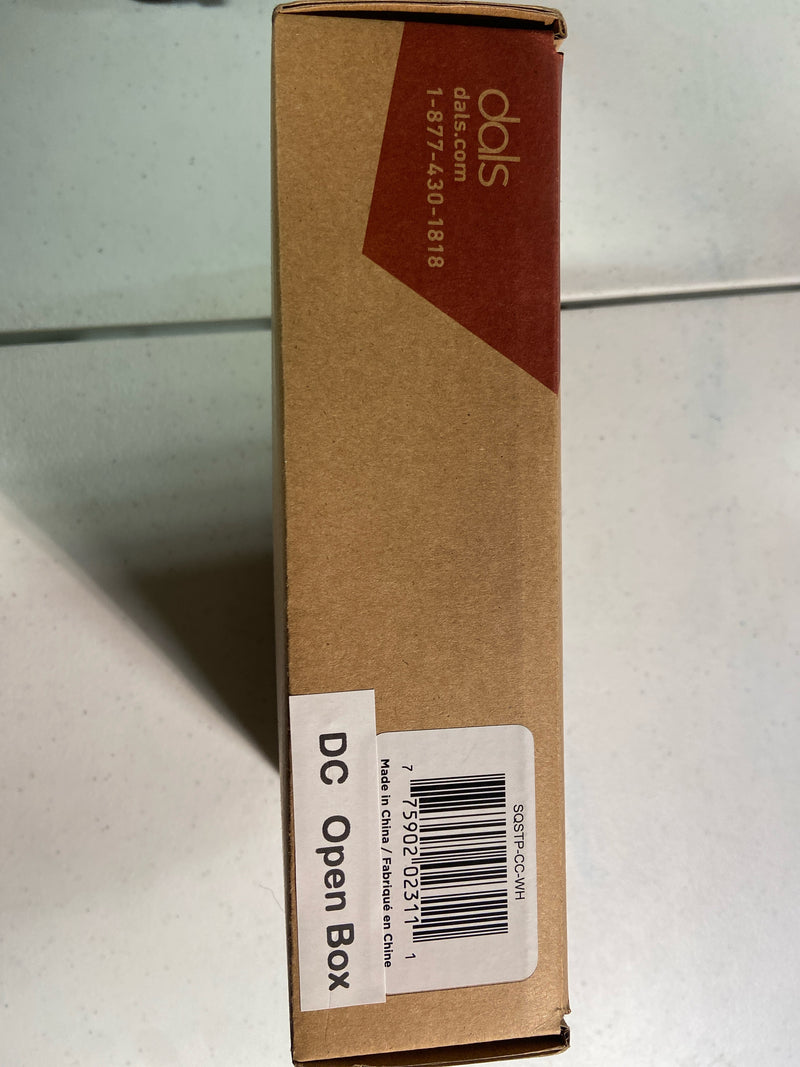 dals
dals.com
1-877-430-1818
SQSTP-CC-WH
7 75902 02311 1
Made in China / Fabriqué en Chine
DC Open Box